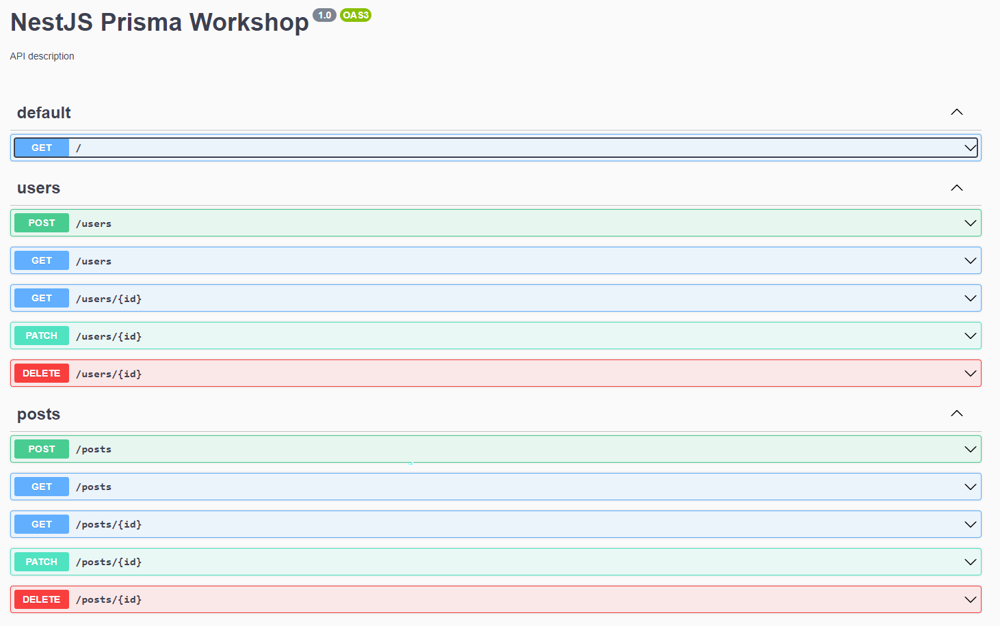 NestJS Prisma Workshop 1.0 OAS3
API description
default
GET /
users
POST /users
GET /users
GET /users/{id}
PATCH /users/{id}
DELETE /users/{id}
posts
POST /posts
GET /posts
GET /posts/{id}
PATCH /posts/{id}
DELETE /posts/{id}